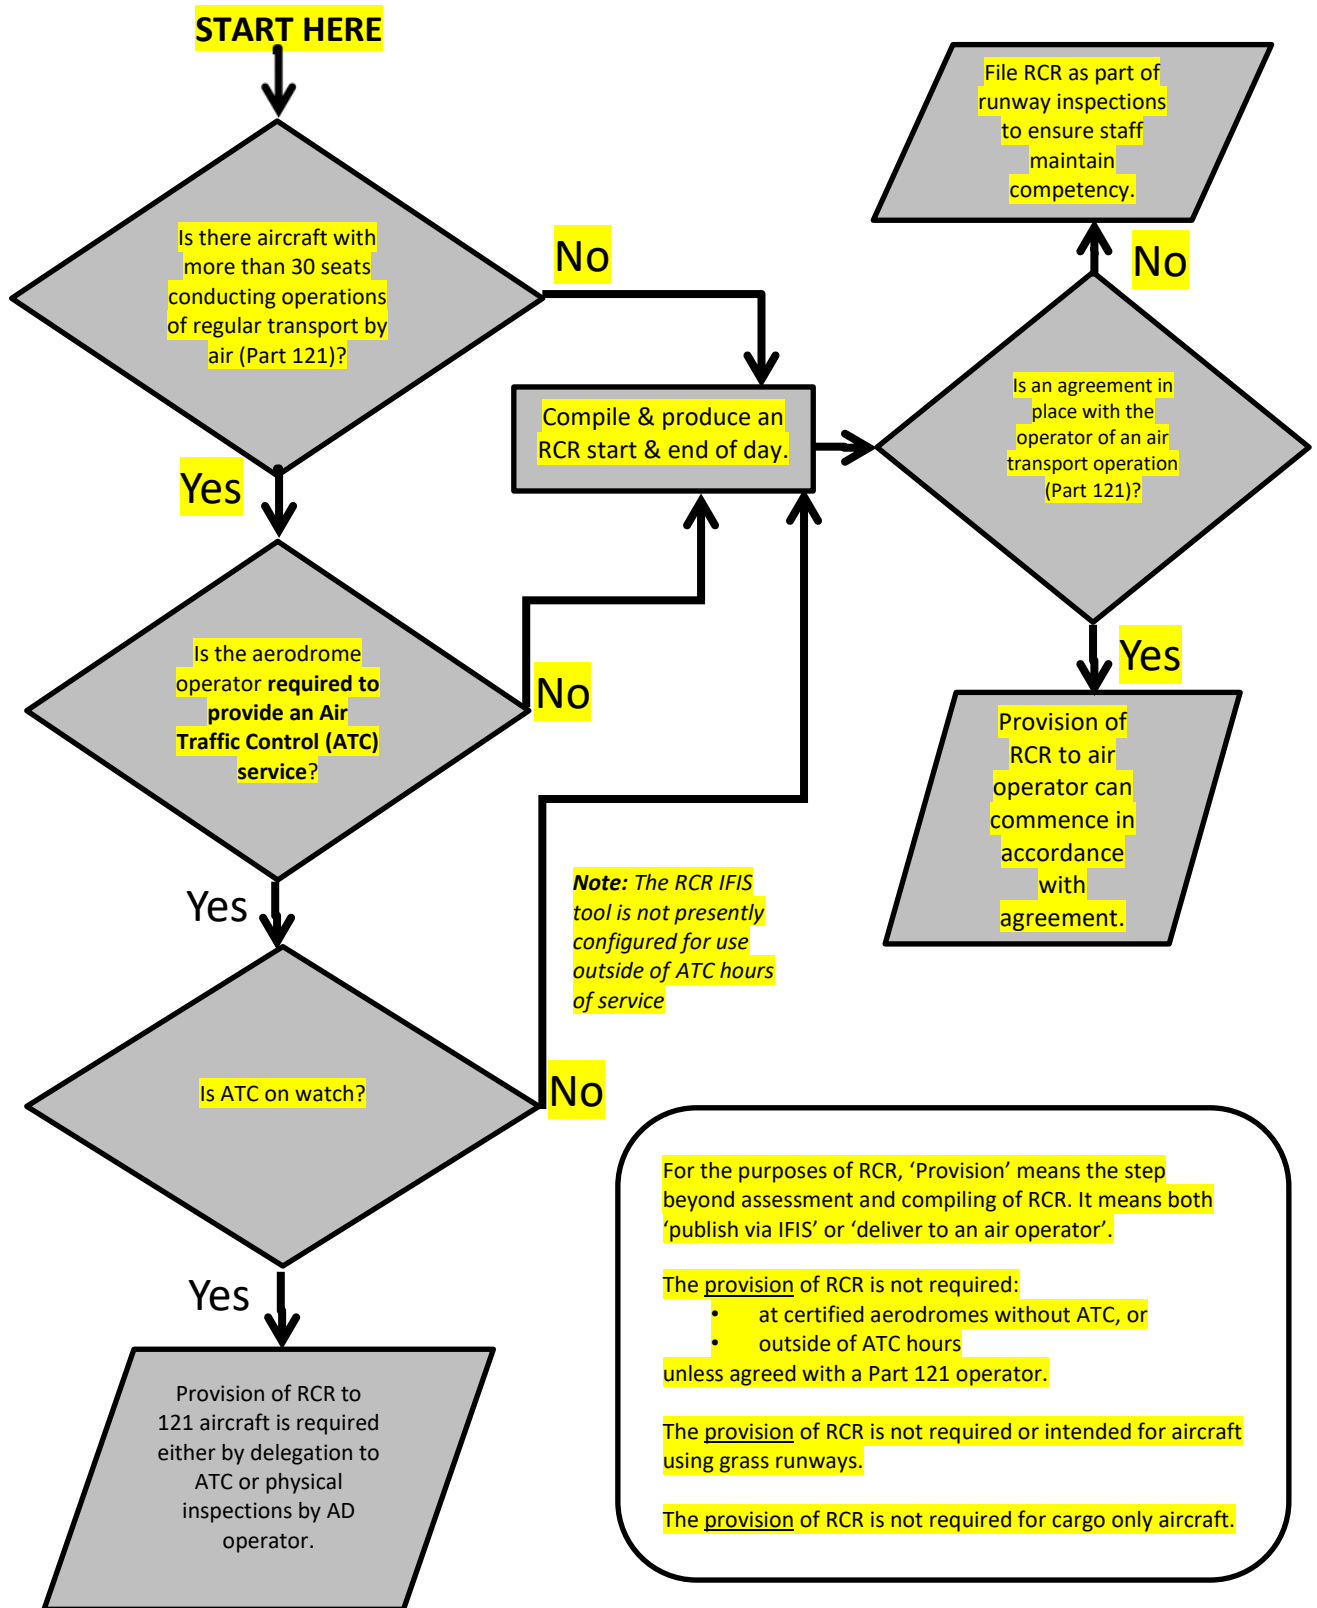 START HERE
Is there aircraft with
more than 30 seats
conducting operations
of regular transport by
air (Part 121)?
No
Yes
Compile & produce an
RCR start & end of day.
File RCR as part of
runway inspections
to ensure staff
maintain
competency.
No
Is an agreement in
place with the
operator of an air
transport operation
(Part 121)?
Yes
Provision of
RCR to air
operator can
commence in
accordance
with
agreement.
Is the aerodrome
operator required to
provide an Air
Traffic Control (ATC)
service?
No
Yes
Note: The RCR IFIS
tool is not presently
configured for use
outside of ATC hours
of service
Is ATC on watch?
No
Yes
Provision of RCR to
121 aircraft is required
either by delegation to
ATC or physical
inspections by AD
operator.
For the purposes of RCR, ‘Provision’ means the step
beyond assessment and compiling of RCR. It means both
‘publish via IFIS’ or ‘deliver to an air operator’.
The provision of RCR is not required:
• at certified aerodromes without ATC, or
• outside of ATC hours
unless agreed with a Part 121 operator.
The provision of RCR is not required or intended for aircraft
using grass runways.
The provision of RCR is not required for cargo only aircraft.